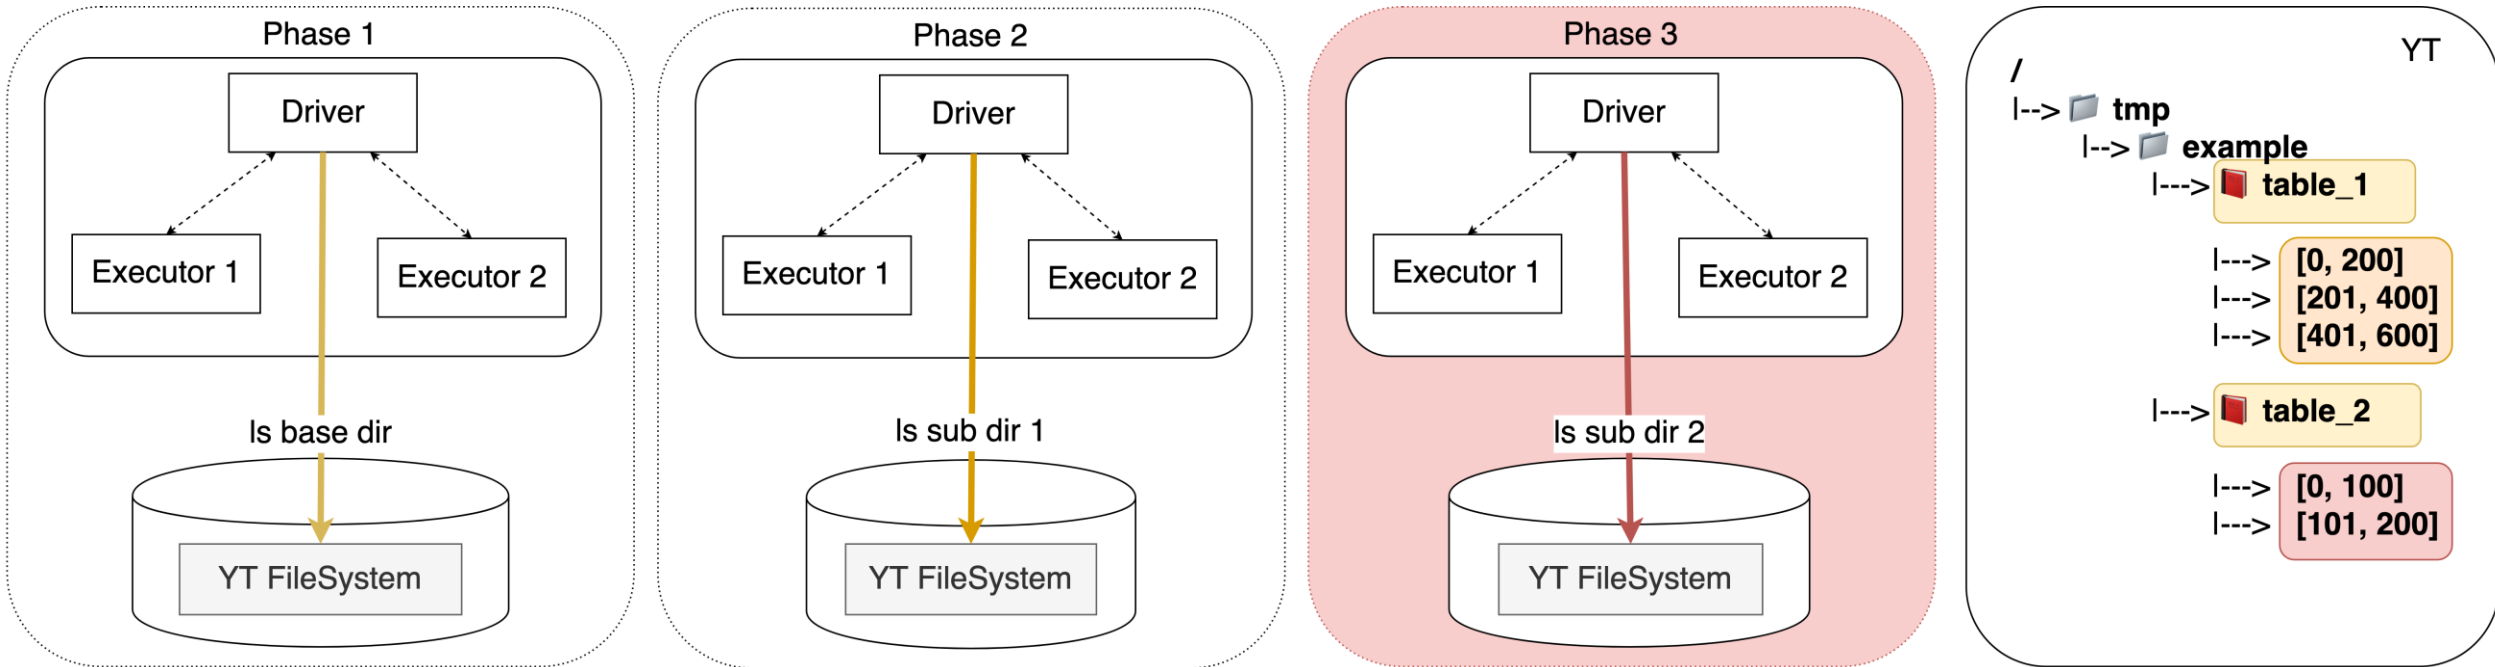 Phase 1
Driver
Executor 1
Executor 2
ls base dir
YT FileSystem
Phase 2
Driver
Executor 1
Executor 2
ls sub dir 1
YT FileSystem
Phase 3
Driver
Executor 1
Executor 2
ls sub dir 2
YT FileSystem
YT
/
|--> tmp
|--> example
|---> table_1
|---> [0, 200]
|---> [201, 400]
|---> [401, 600]
|---> table_2
|---> [0, 100]
|---> [101, 200]